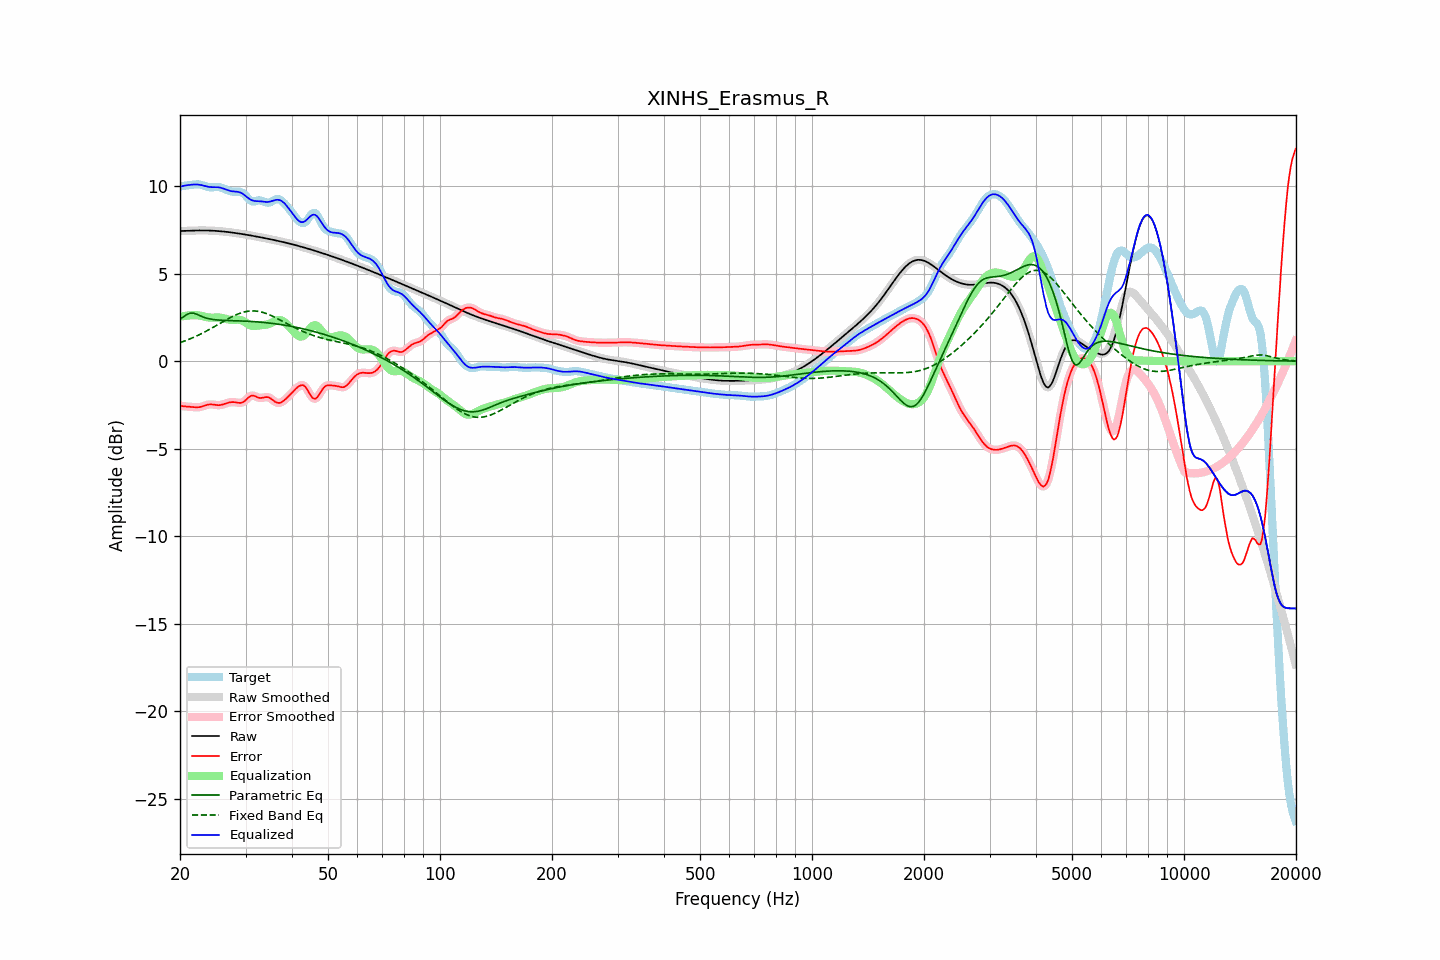 XINHS_Erasmus_R
Amplitude (dBr)
10
5
0
−5
−10
−15
−20
−25
Target
Raw Smoothed
Error Smoothed
Raw
Error
Equalization
Parametric Eq
Fixed Band Eq
Equalized
20
50
100
200
500
1000
2000
5000
10000
20000
Frequency (Hz)